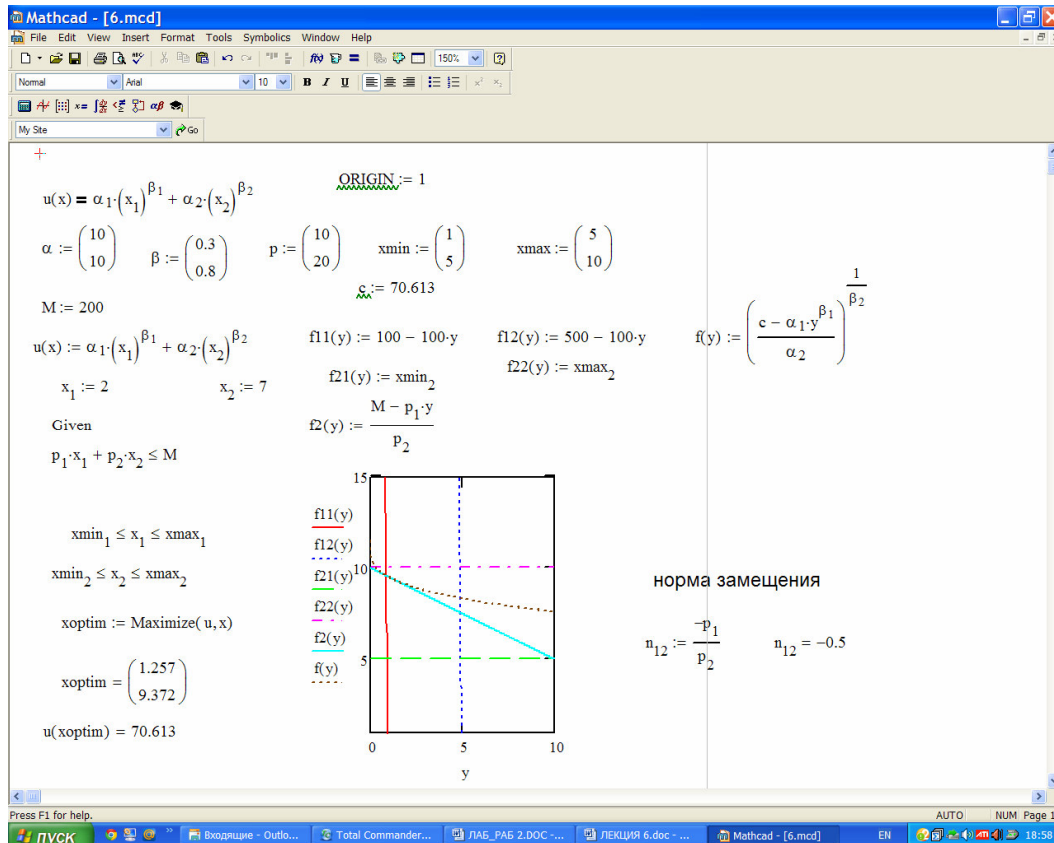 Mathcad - [6.mcd]
File Edit View Insert Format Tools Symbolics Window Help
150%
Normal Arial 10 B I U
My Site Go
ORIGIN := 1
u(x) = α1·(x1)^β1 + α2·(x2)^β2
α := (10 10) β := (0.3 0.8) p := (10 20) xmin := (1 5) xmax := (5 10)
c := 70.613
M := 200
u(x) := α1·(x1)^β1 + α2·(x2)^β2 f11(y) := 100 − 100·y f12(y) := 500 − 100·y f(y) := ((c − α1·y^β1)/α2)^(1/β2)
x1 := 2 x2 := 7 f21(y) := xmin2 f22(y) := xmax2
Given f2(y) := (M − p1·y)/p2
p1·x1 + p2·x2 ≤ M
xmin1 ≤ x1 ≤ xmax1
xmin2 ≤ x2 ≤ xmax2
xoptim := Maximize(u,x)
xoptim = (1.257 9.372)
u(xoptim) = 70.613
15
10
5
f11(y)
f12(y)
f21(y)
f22(y)
f2(y)
f(y)
0 5 10
y
норма замещения
n12 := −p1/p2 n12 = −0.5
Press F1 for help. AUTO NUM Page 1
пуск Входящие - Outlo... Total Commander... ЛАБ_РАБ 2.DOC -... ЛЕКЦИЯ 6.doc - ... Mathcad - [6.mcd] EN 18:58